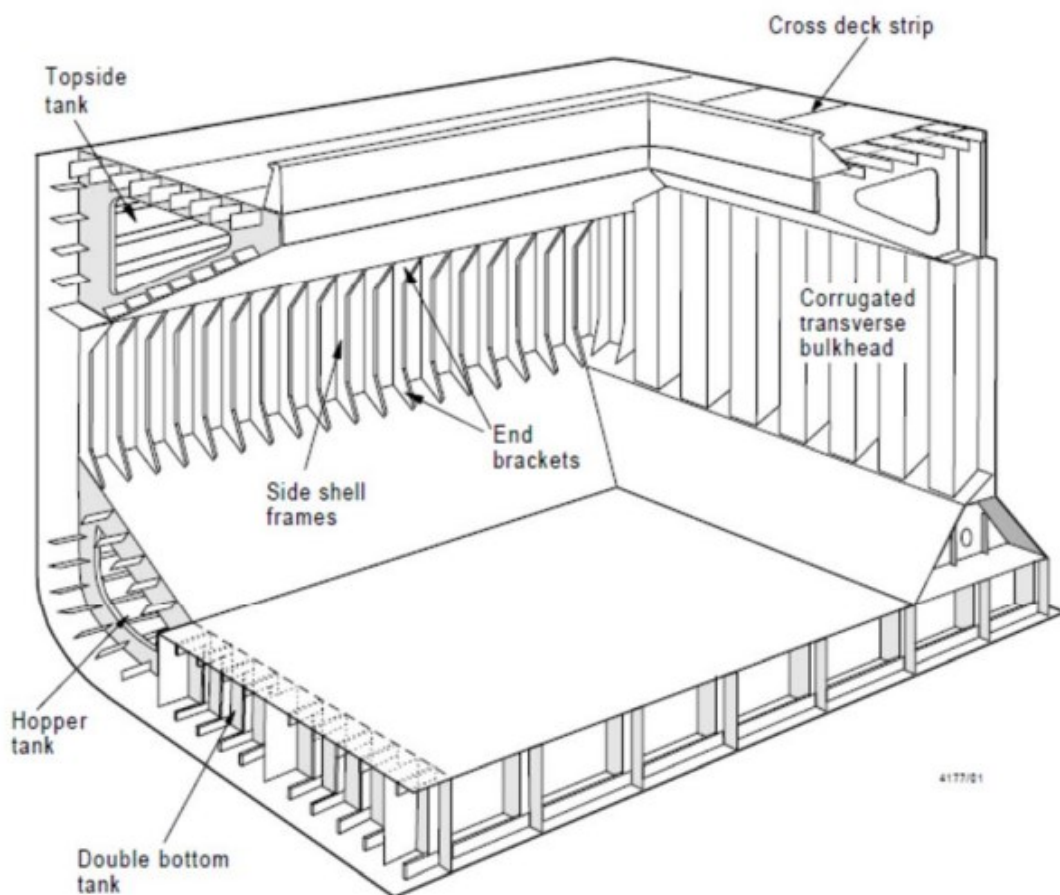 Cross deck strip
Topside
tank
Corrugated
transverse
bulkhead
End
brackets
Side shell
frames
Hopper
tank
4177/01
Double bottom
tank